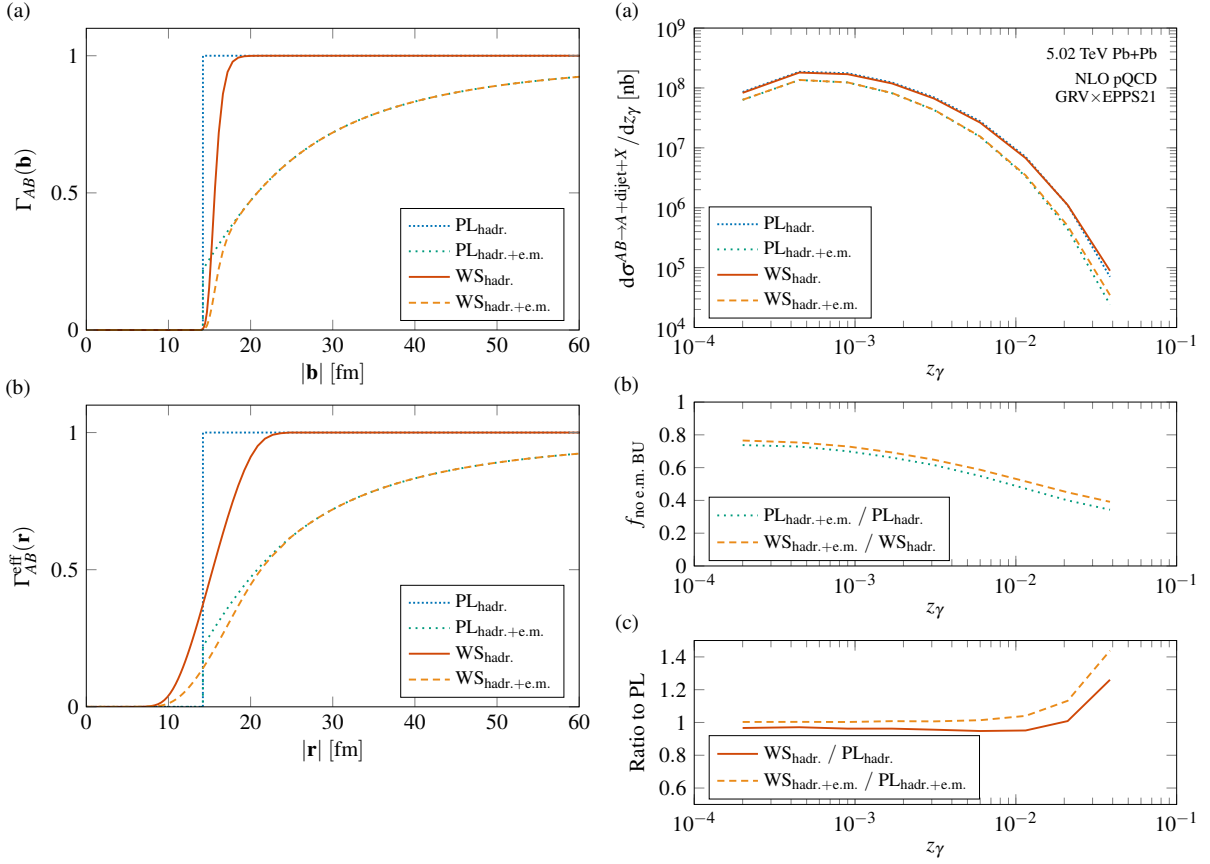 (a)
1
0.5
0
Γ_AB(b)
PL_hadr.
PL_hadr.+e.m.
WS_hadr.
WS_hadr.+e.m.
0 10 20 30 40 50 60
|b| [fm]
(b)
1
0.5
0
Γ^eff_AB(r)
PL_hadr.
PL_hadr.+e.m.
WS_hadr.
WS_hadr.+e.m.
0 10 20 30 40 50 60
|r| [fm]
(a)
10^9
10^8
10^7
10^6
10^5
10^4
dσ^{AB→A+dijet+X}/dz_γ [nb]
5.02 TeV Pb+Pb
NLO pQCD
GRV×EPPS21
PL_hadr.
PL_hadr.+e.m.
WS_hadr.
WS_hadr.+e.m.
10^−4 10^−3 10^−2 10^−1
z_γ
(b)
1
0.8
0.6
0.4
0.2
0
f_no e.m. BU
PL_hadr.+e.m. / PL_hadr.
WS_hadr.+e.m. / WS_hadr.
10^−4 10^−3 10^−2 10^−1
z_γ
(c)
1.4
1.2
1
0.8
0.6
Ratio to PL
WS_hadr. / PL_hadr.
WS_hadr.+e.m. / PL_hadr.+e.m.
10^−4 10^−3 10^−2 10^−1
z_γ